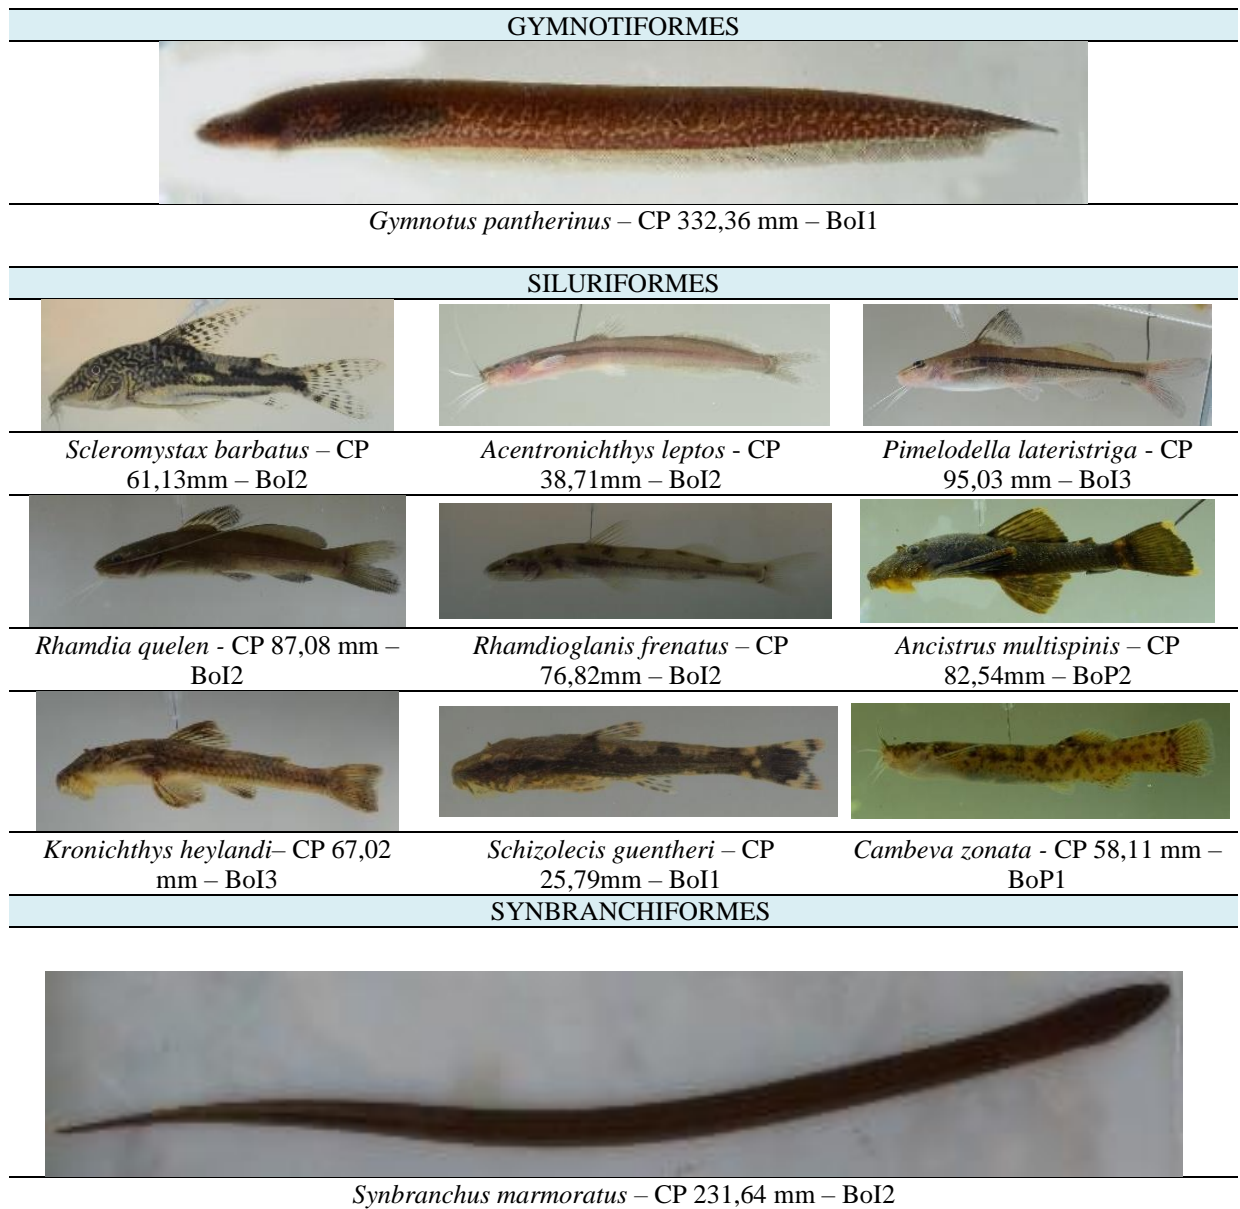 GYMNOTIFORMES
Gymnotus pantherinus – CP 332,36 mm – BoI1
SILURIFORMES
Scleromystax barbatus – CP
61,13mm – BoI2
Acentronichthys leptos - CP
38,71mm – BoI2
Pimelodella lateristriga - CP
95,03 mm – BoI3
Rhamdia quelen - CP 87,08 mm –
BoI2
Rhamdioglanis frenatus – CP
76,82mm – BoI2
Ancistrus multispinis – CP
82,54mm – BoP2
Kronichthys heylandi– CP 67,02
mm – BoI3
Schizolecis guentheri – CP
25,79mm – BoI1
Cambeva zonata - CP 58,11 mm –
BoP1
SYNBRANCHIFORMES
Synbranchus marmoratus – CP 231,64 mm – BoI2